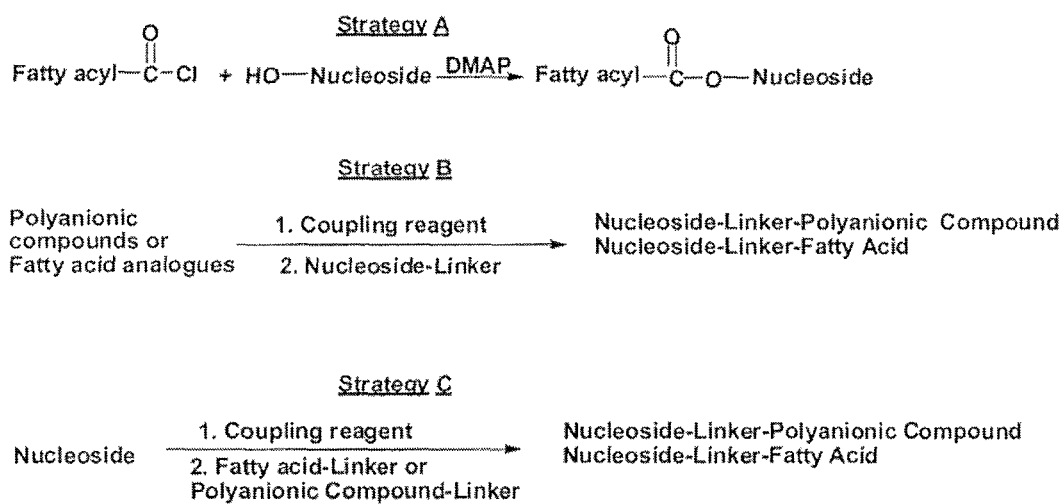 Strategy A
O
Fatty acyl—C—Cl + HO—Nucleoside DMAP Fatty acyl—C—O—Nucleoside
O
Strategy B
Polyanionic
compounds or
Fatty acid analogues
1. Coupling reagent
2. Nucleoside-Linker
Nucleoside-Linker-Polyanionic Compound
Nucleoside-Linker-Fatty Acid
Strategy C
Nucleoside
1. Coupling reagent
2. Fatty acid-Linker or
Polyanionic Compound-Linker
Nucleoside-Linker-Polyanionic Compound
Nucleoside-Linker-Fatty Acid